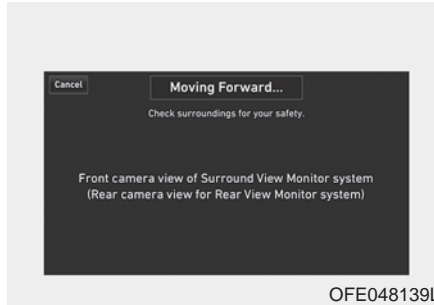 Cancel
Moving Forward...
Check surroundings for your safety.
Front camera view of Surround View Monitor system
(Rear camera view for Rear View Monitor system)
OFE048139L